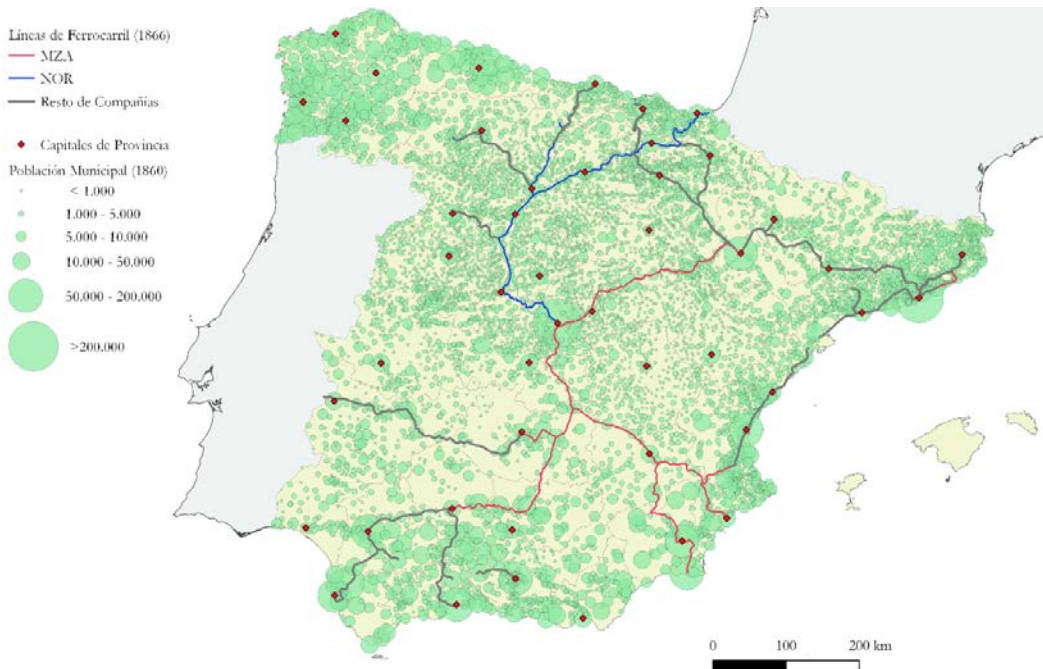 Líneas de Ferrocarril (1866)
MZA
NOR
Resto de Compañías
Capitales de Provincia
Población Municipal (1860)
< 1.000
1.000 - 5.000
5.000 - 10.000
10.000 - 50.000
50.000 - 200.000
>200.000
0 100 200 km